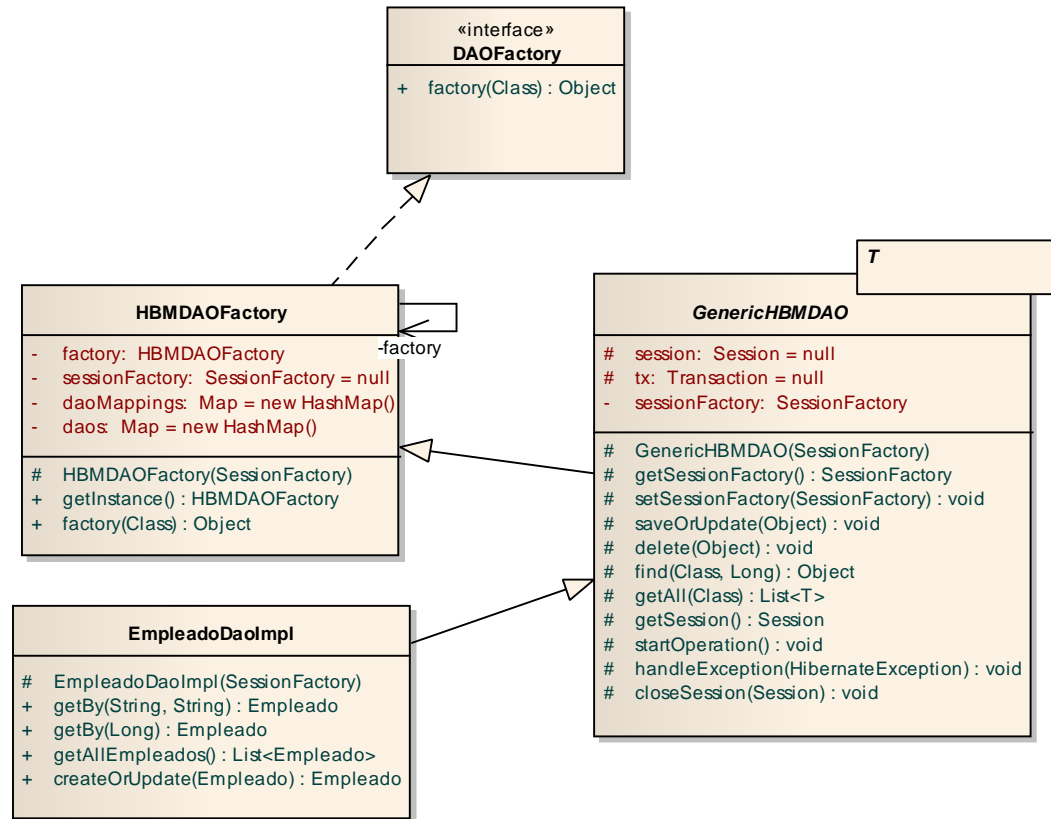 «interface»
DAOFactory
+ factory(Class) : Object
HBMDAOFactory
- factory: HBMDAOFactory
- sessionFactory: SessionFactory = null
- daoMappings: Map = new HashMap()
- daos: Map = new HashMap()
# HBMDAOFactory(SessionFactory)
+ getInstance() : HBMDAOFactory
+ factory(Class) : Object
-factory
T
GenericHBMDAO
# session: Session = null
# tx: Transaction = null
- sessionFactory: SessionFactory
# GenericHBMDAO(SessionFactory)
# getSessionFactory() : SessionFactory
# setSessionFactory(SessionFactory) : void
# saveOrUpdate(Object) : void
# delete(Object) : void
# find(Class, Long) : Object
# getAll(Class) : List<T>
# getSession() : Session
# startOperation() : void
# handleException(HibernateException) : void
# closeSession(Session) : void
EmpleadoDaoImpl
# EmpleadoDaoImpl(SessionFactory)
+ getBy(String, String) : Empleado
+ getBy(Long) : Empleado
+ getAllEmpleados() : List<Empleado>
+ createOrUpdate(Empleado) : Empleado